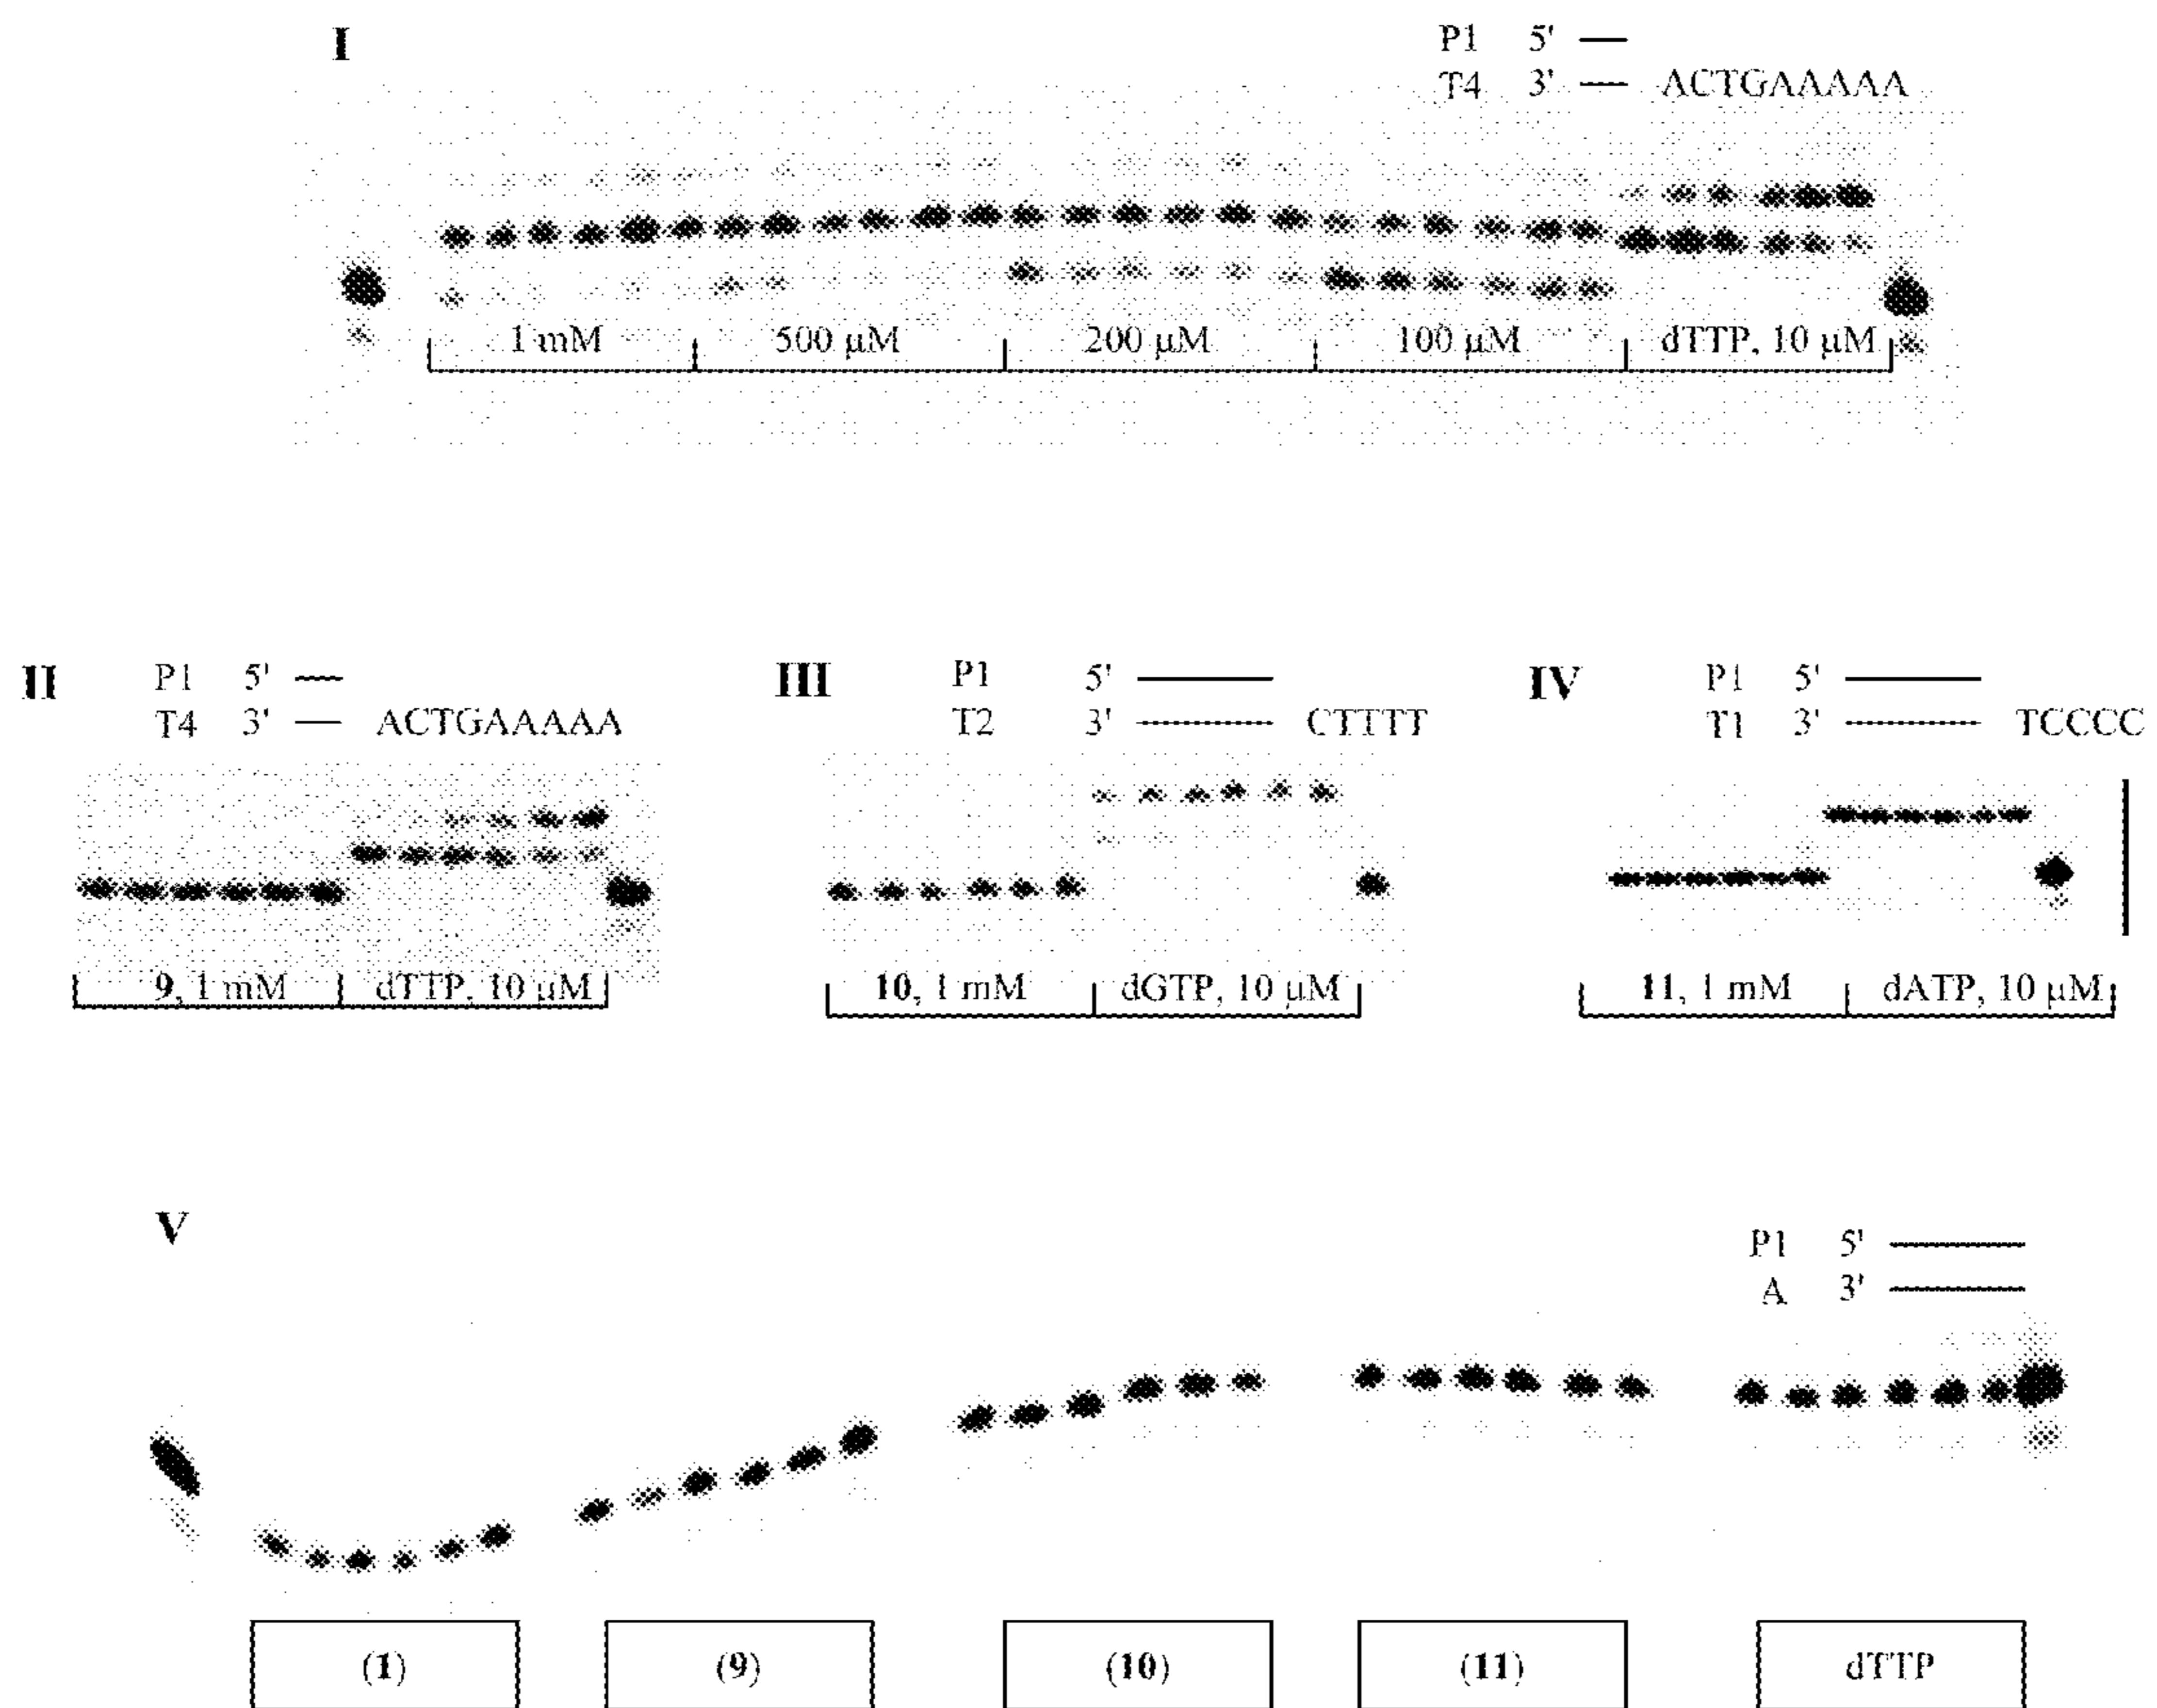 I
P1 5'
T4 3' ACTGAAAAA
1 mM 500 µM 200 µM 100 µM dTTP, 10 µM
II
P1 5'
T4 3' ACTGAAAAA
9, 1 mM dTTP, 10 µM
III
P1 5'
T2 3' CTTTT
10, 1 mM dGTP, 10 µM
IV
P1 5'
T1 3' TCCCC
11, 1 mM dATP, 10 µM
V
P1 5'
A 3'
(1) (9) (10) (11) dTTP